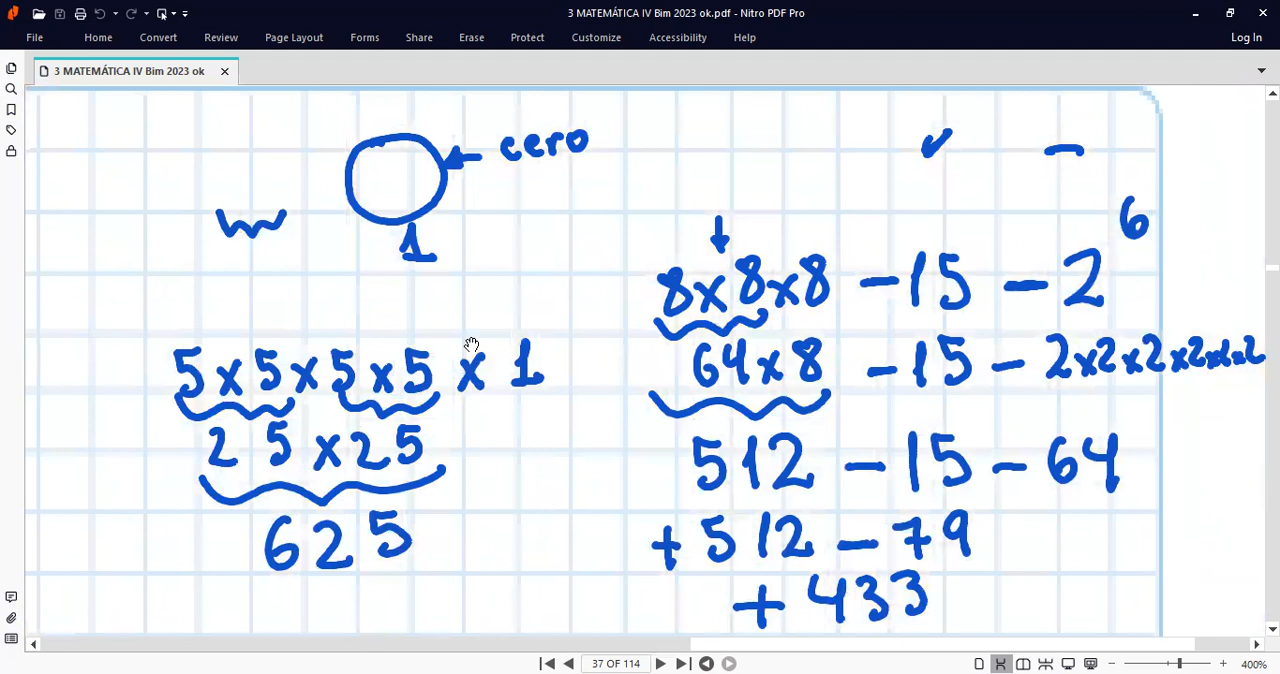 3 MATEMÁTICA IV Bim 2023 ok.pdf - Nitro PDF Pro
File Home Convert Review Page Layout Forms Share Erase Protect Customize Accessibility Help Log In
3 MATEMÁTICA IV Bim 2023 ok
cero
1
5x5x5x5 x 1
25x25
625
8x8x8 -15 -2⁶
64x8 -15 -2x2x2x2x2x2
512 -15 -64
+512 -79
+433
37 OF 114
400%